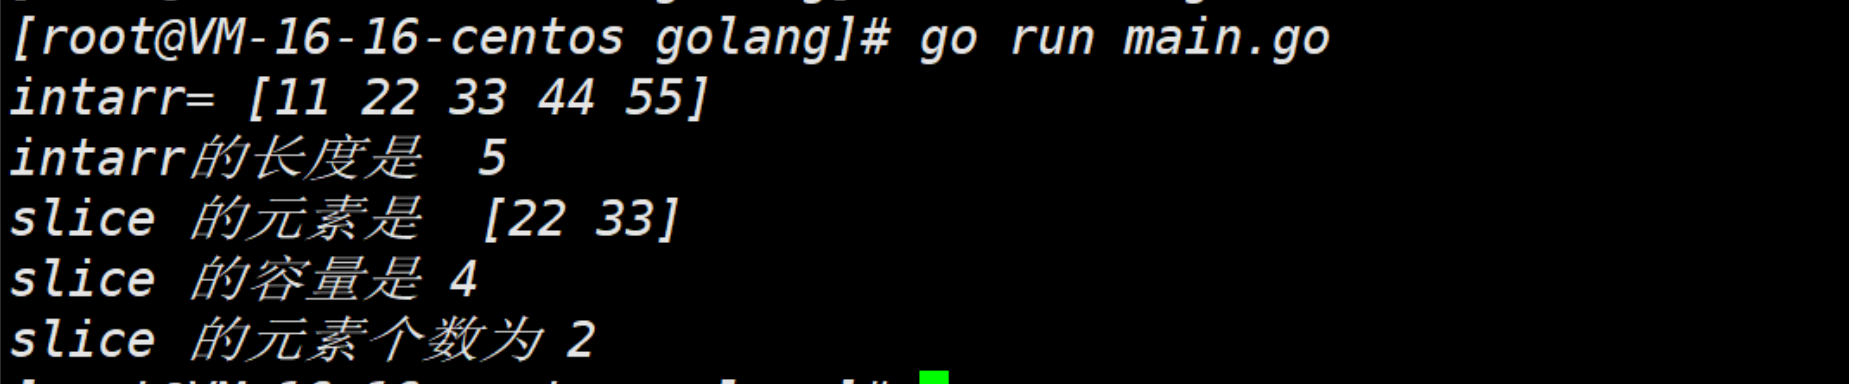 [root@VM-16-16-centos golang]# go run main.go
intarr= [11 22 33 44 55]
intarr的长度是  5
slice 的元素是  [22 33]
slice 的容量是 4
slice 的元素个数为 2